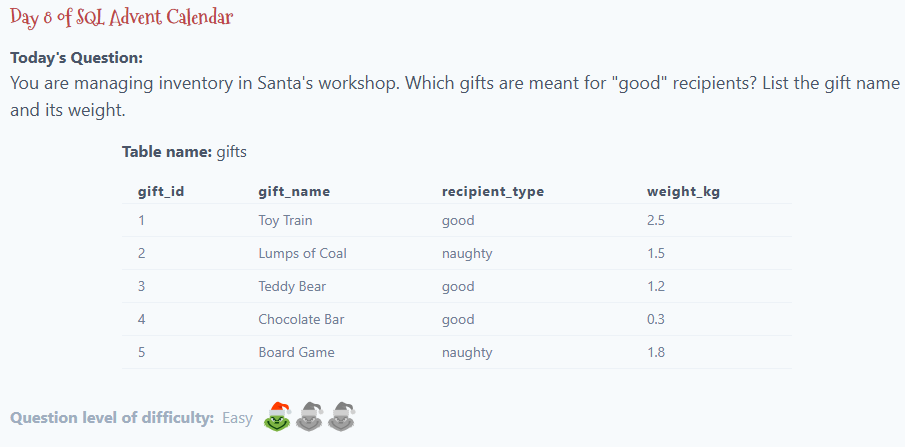 Day 8 of SQL Advent Calendar
Today's Question:
You are managing inventory in Santa's workshop. Which gifts are meant for "good" recipients? List the gift name
and its weight.
Table name: gifts
gift_id gift_name recipient_type weight_kg
1 Toy Train good 2.5
2 Lumps of Coal naughty 1.5
3 Teddy Bear good 1.2
4 Chocolate Bar good 0.3
5 Board Game naughty 1.8
Question level of difficulty: Easy